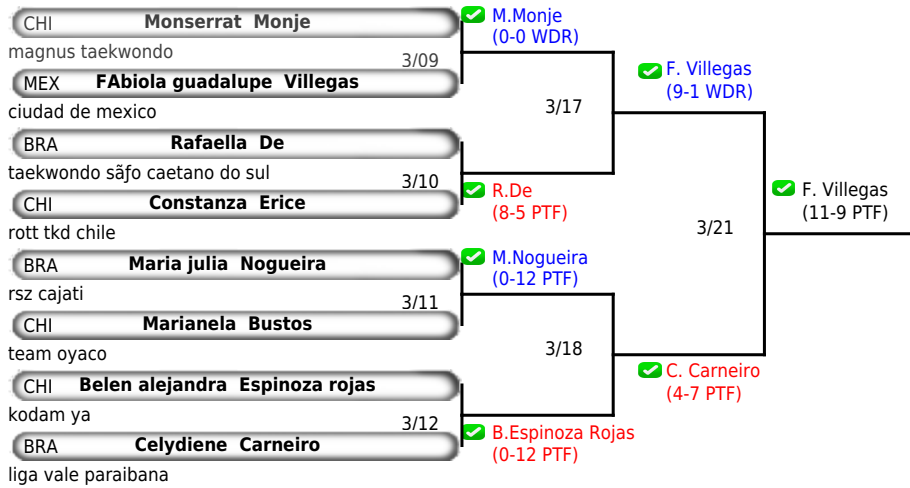 CHI Monserrat Monje
magnus taekwondo
3/09
MEX FAbiola guadalupe Villegas
ciudad de mexico
BRA Rafaella De
taekwondo sãƒo caetano do sul
3/10
CHI Constanza Erice
rott tkd chile
BRA Maria julia Nogueira
rsz cajati
3/11
CHI Marianela Bustos
team oyaco
CHI Belen alejandra Espinoza rojas
kodam ya
3/12
BRA Celydiene Carneiro
liga vale paraibana
M.Monje
(0-0 WDR)
3/17
R.De
(8-5 PTF)
M.Nogueira
(0-12 PTF)
3/18
B.Espinoza Rojas
(0-12 PTF)
F. Villegas
(9-1 WDR)
3/21
C. Carneiro
(4-7 PTF)
F. Villegas
(11-9 PTF)